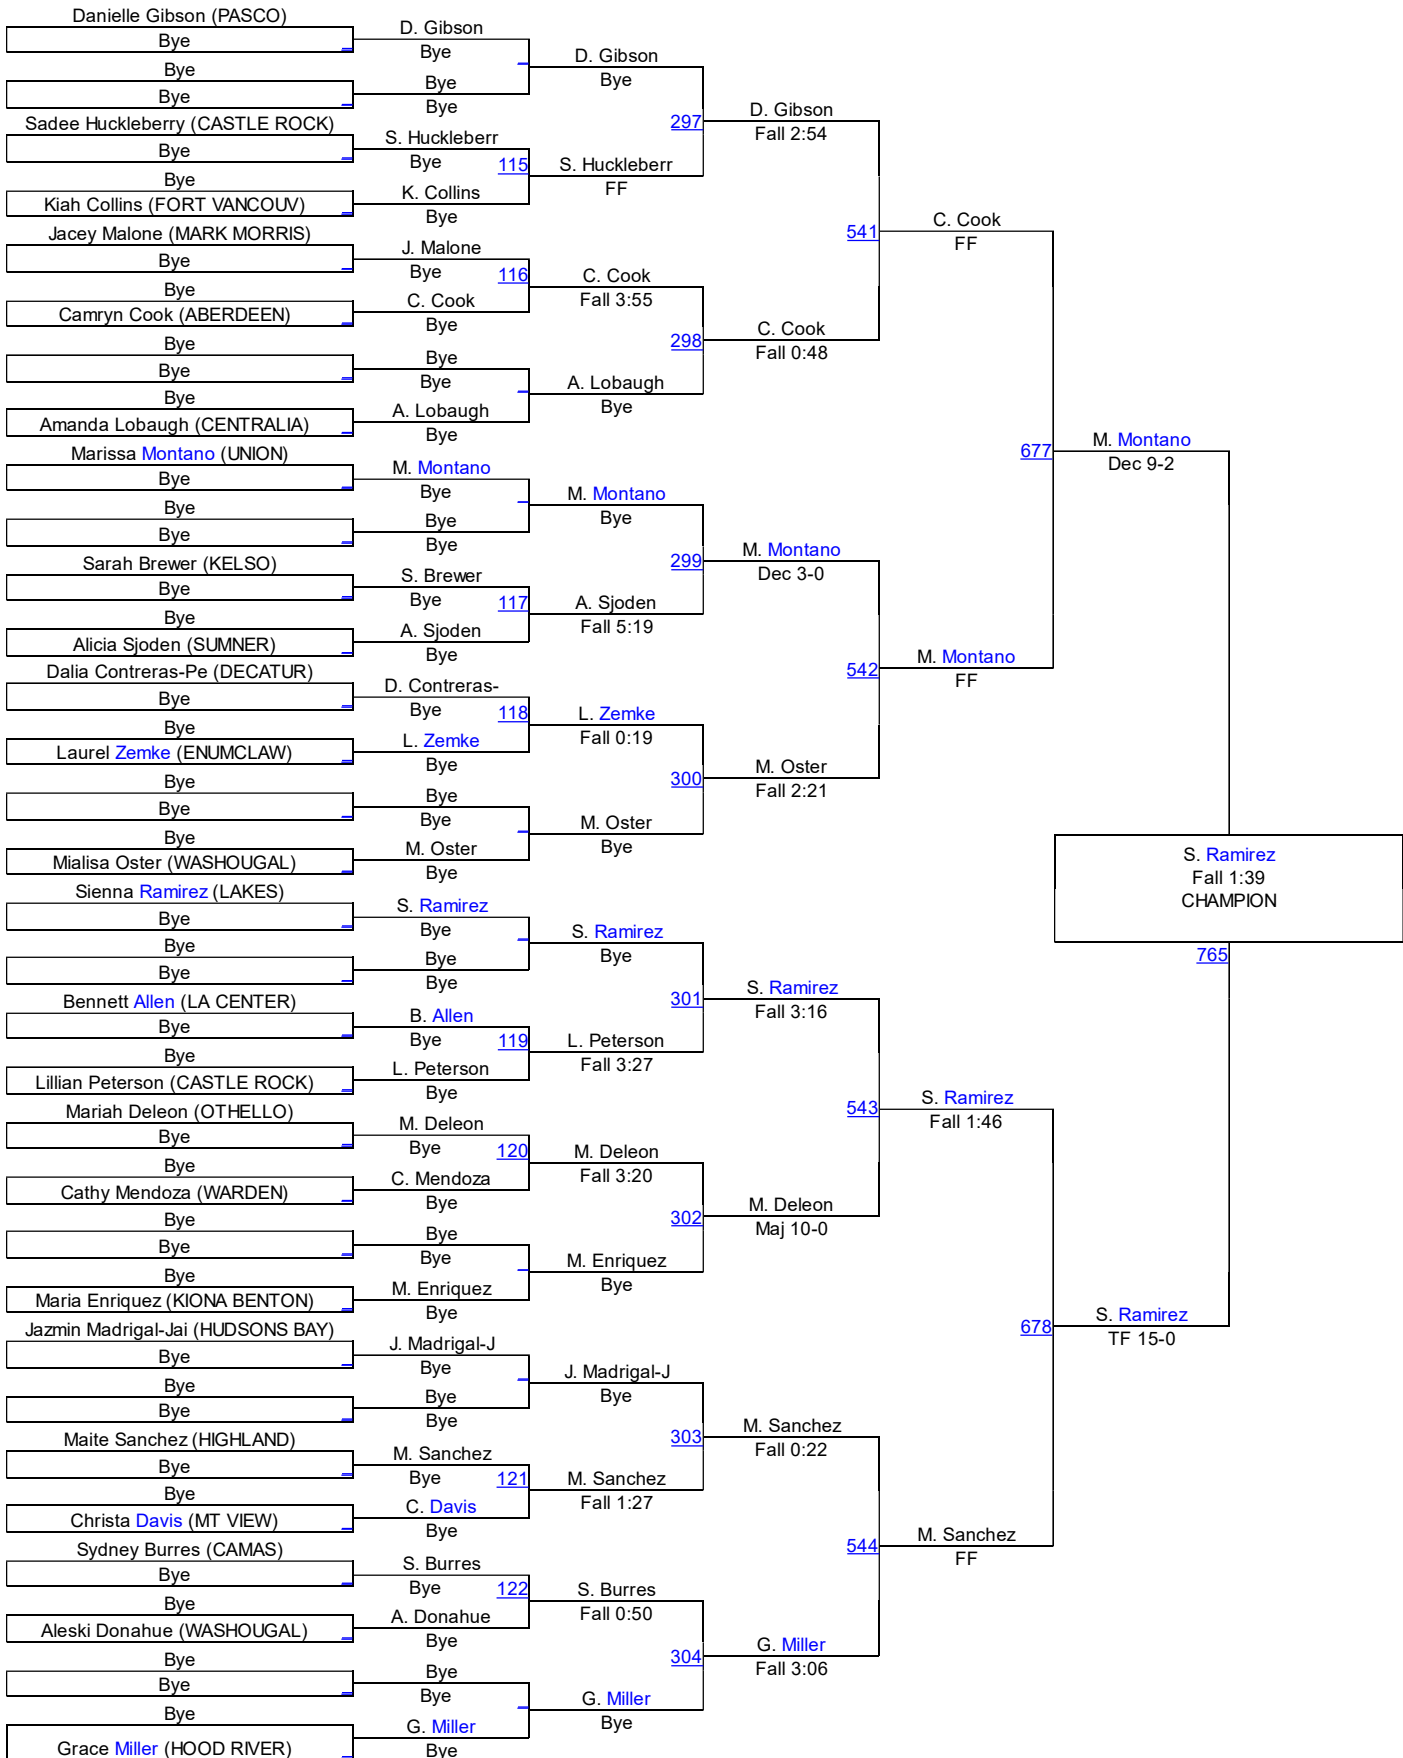 Danielle Gibson (PASCO)
Bye
Bye
Bye
Sadee Huckleberry (CASTLE ROCK)
Bye
Bye
Kiah Collins (FORT VANCOUV)
Jacey Malone (MARK MORRIS)
Bye
Bye
Camryn Cook (ABERDEEN)
Bye
Bye
Bye
Amanda Lobaugh (CENTRALIA)
Marissa Montano (UNION)
Bye
Bye
Bye
Sarah Brewer (KELSO)
Bye
Bye
Alicia Sjoden (SUMNER)
Dalia Contreras-Pe (DECATUR)
Bye
Bye
Laurel Zemke (ENUMCLAW)
Bye
Bye
Bye
Mialisa Oster (WASHOUGAL)
Sienna Ramirez (LAKES)
Bye
Bye
Bye
Bennett Allen (LA CENTER)
Bye
Bye
Lillian Peterson (CASTLE ROCK)
Mariah Deleon (OTHELLO)
Bye
Bye
Cathy Mendoza (WARDEN)
Bye
Bye
Bye
Maria Enriquez (KIONA BENTON)
Jazmin Madrigal-Jai (HUDSONS BAY)
Bye
Bye
Bye
Maite Sanchez (HIGHLAND)
Bye
Bye
Christa Davis (MT VIEW)
Sydney Burres (CAMAS)
Bye
Bye
Aleski Donahue (WASHOUGAL)
Bye
Bye
Bye
Grace Miller (HOOD RIVER)
D. Gibson
Bye
Bye
Bye
S. Huckleberr
Bye
115
K. Collins
Bye
J. Malone
Bye
116
C. Cook
Bye
Bye
Bye
A. Lobaugh
Bye
M. Montano
Bye
Bye
Bye
S. Brewer
Bye
117
A. Sjoden
Bye
D. Contreras-
Bye
118
L. Zemke
Bye
Bye
Bye
M. Oster
Bye
S. Ramirez
Bye
Bye
Bye
B. Allen
Bye
119
L. Peterson
Bye
M. Deleon
Bye
120
C. Mendoza
Bye
Bye
Bye
M. Enriquez
Bye
J. Madrigal-J
Bye
Bye
Bye
M. Sanchez
Bye
121
C. Davis
Bye
S. Burres
Bye
122
A. Donahue
Bye
Bye
Bye
G. Miller
Bye
D. Gibson
Bye
297
S. Huckleberr
FF
C. Cook
Fall 3:55
298
A. Lobaugh
Bye
M. Montano
Bye
299
A. Sjoden
Fall 5:19
L. Zemke
Fall 0:19
300
M. Oster
Bye
S. Ramirez
Bye
301
L. Peterson
Fall 3:27
M. Deleon
Fall 3:20
302
M. Enriquez
Bye
J. Madrigal-J
Bye
303
M. Sanchez
Fall 1:27
S. Burres
Fall 0:50
304
G. Miller
Bye
D. Gibson
Fall 2:54
541
C. Cook
Fall 0:48
M. Montano
Dec 3-0
542
M. Oster
Fall 2:21
S. Ramirez
Fall 3:16
543
M. Deleon
Maj 10-0
M. Sanchez
Fall 0:22
544
G. Miller
Fall 3:06
C. Cook
FF
677
M. Montano
FF
S. Ramirez
Fall 1:46
678
M. Sanchez
FF
M. Montano
Dec 9-2
S. Ramirez
Fall 1:39
CHAMPION
765
S. Ramirez
TF 15-0